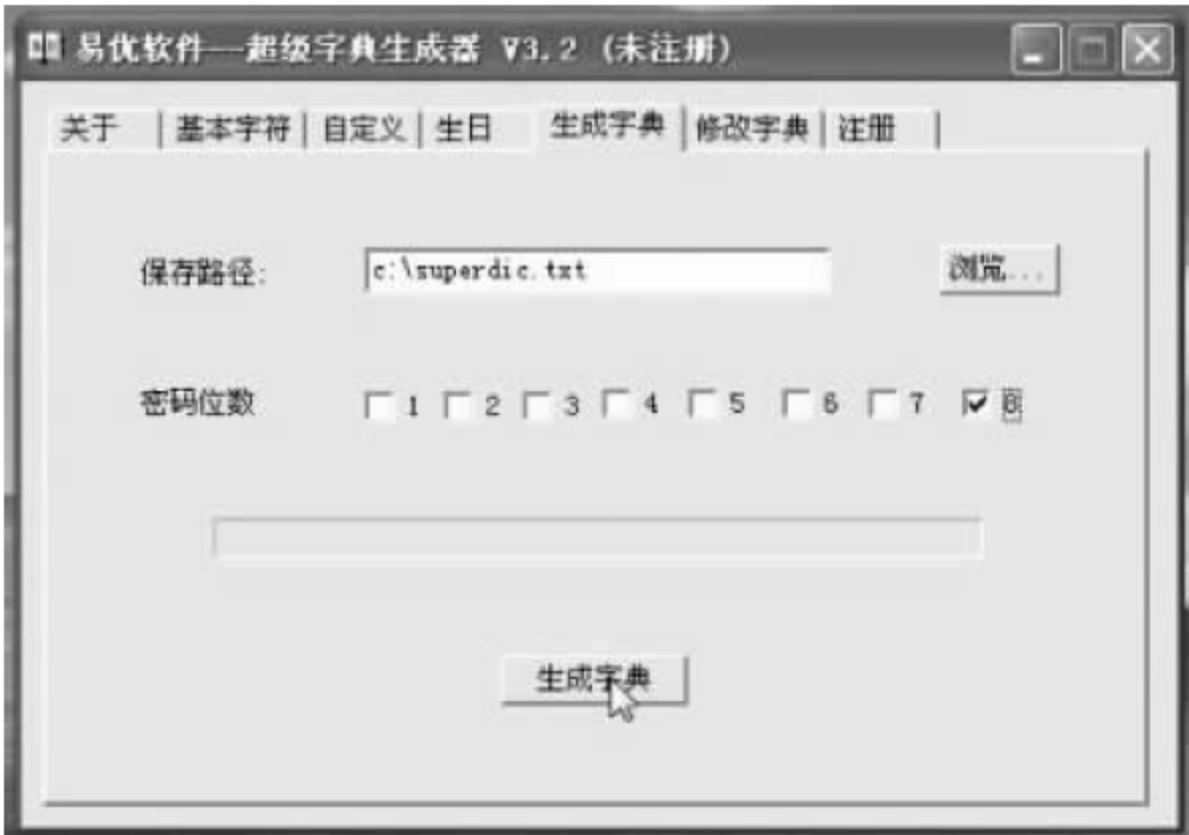 易优软件——超级字典生成器 V3.2 (未注册)
关于 基本字符 自定义 生日 生成字典 修改字典 注册
保存路径: c:\superdic.txt 浏览...
密码位数 1 2 3 4 5 6 7 8
生成字典